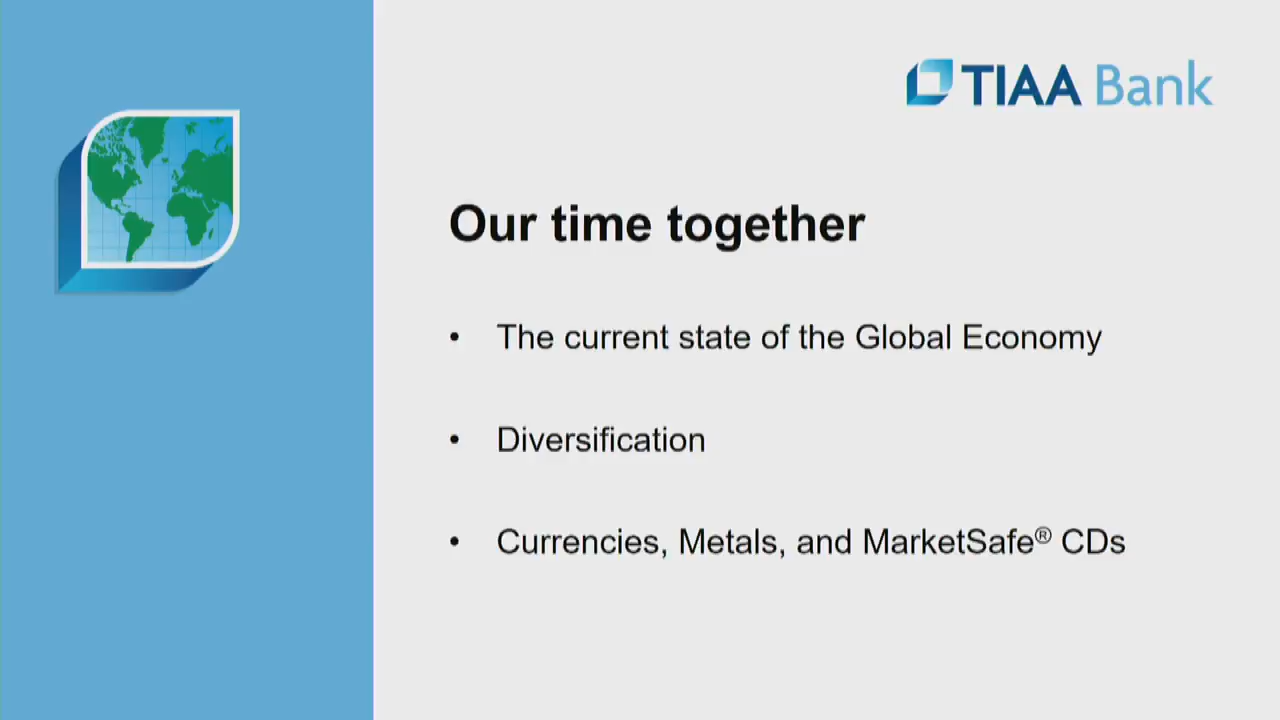 TIAA Bank
Our time together
• The current state of the Global Economy
• Diversification
• Currencies, Metals, and MarketSafe® CDs